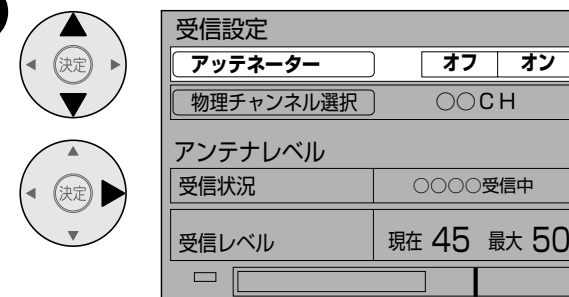 決定
受信設定
アッテネーター オフ オン
物理チャンネル選択 ○○CH
決定
アンテナレベル
受信状況 ○○○○受信中
受信レベル 現在 45 最大 50